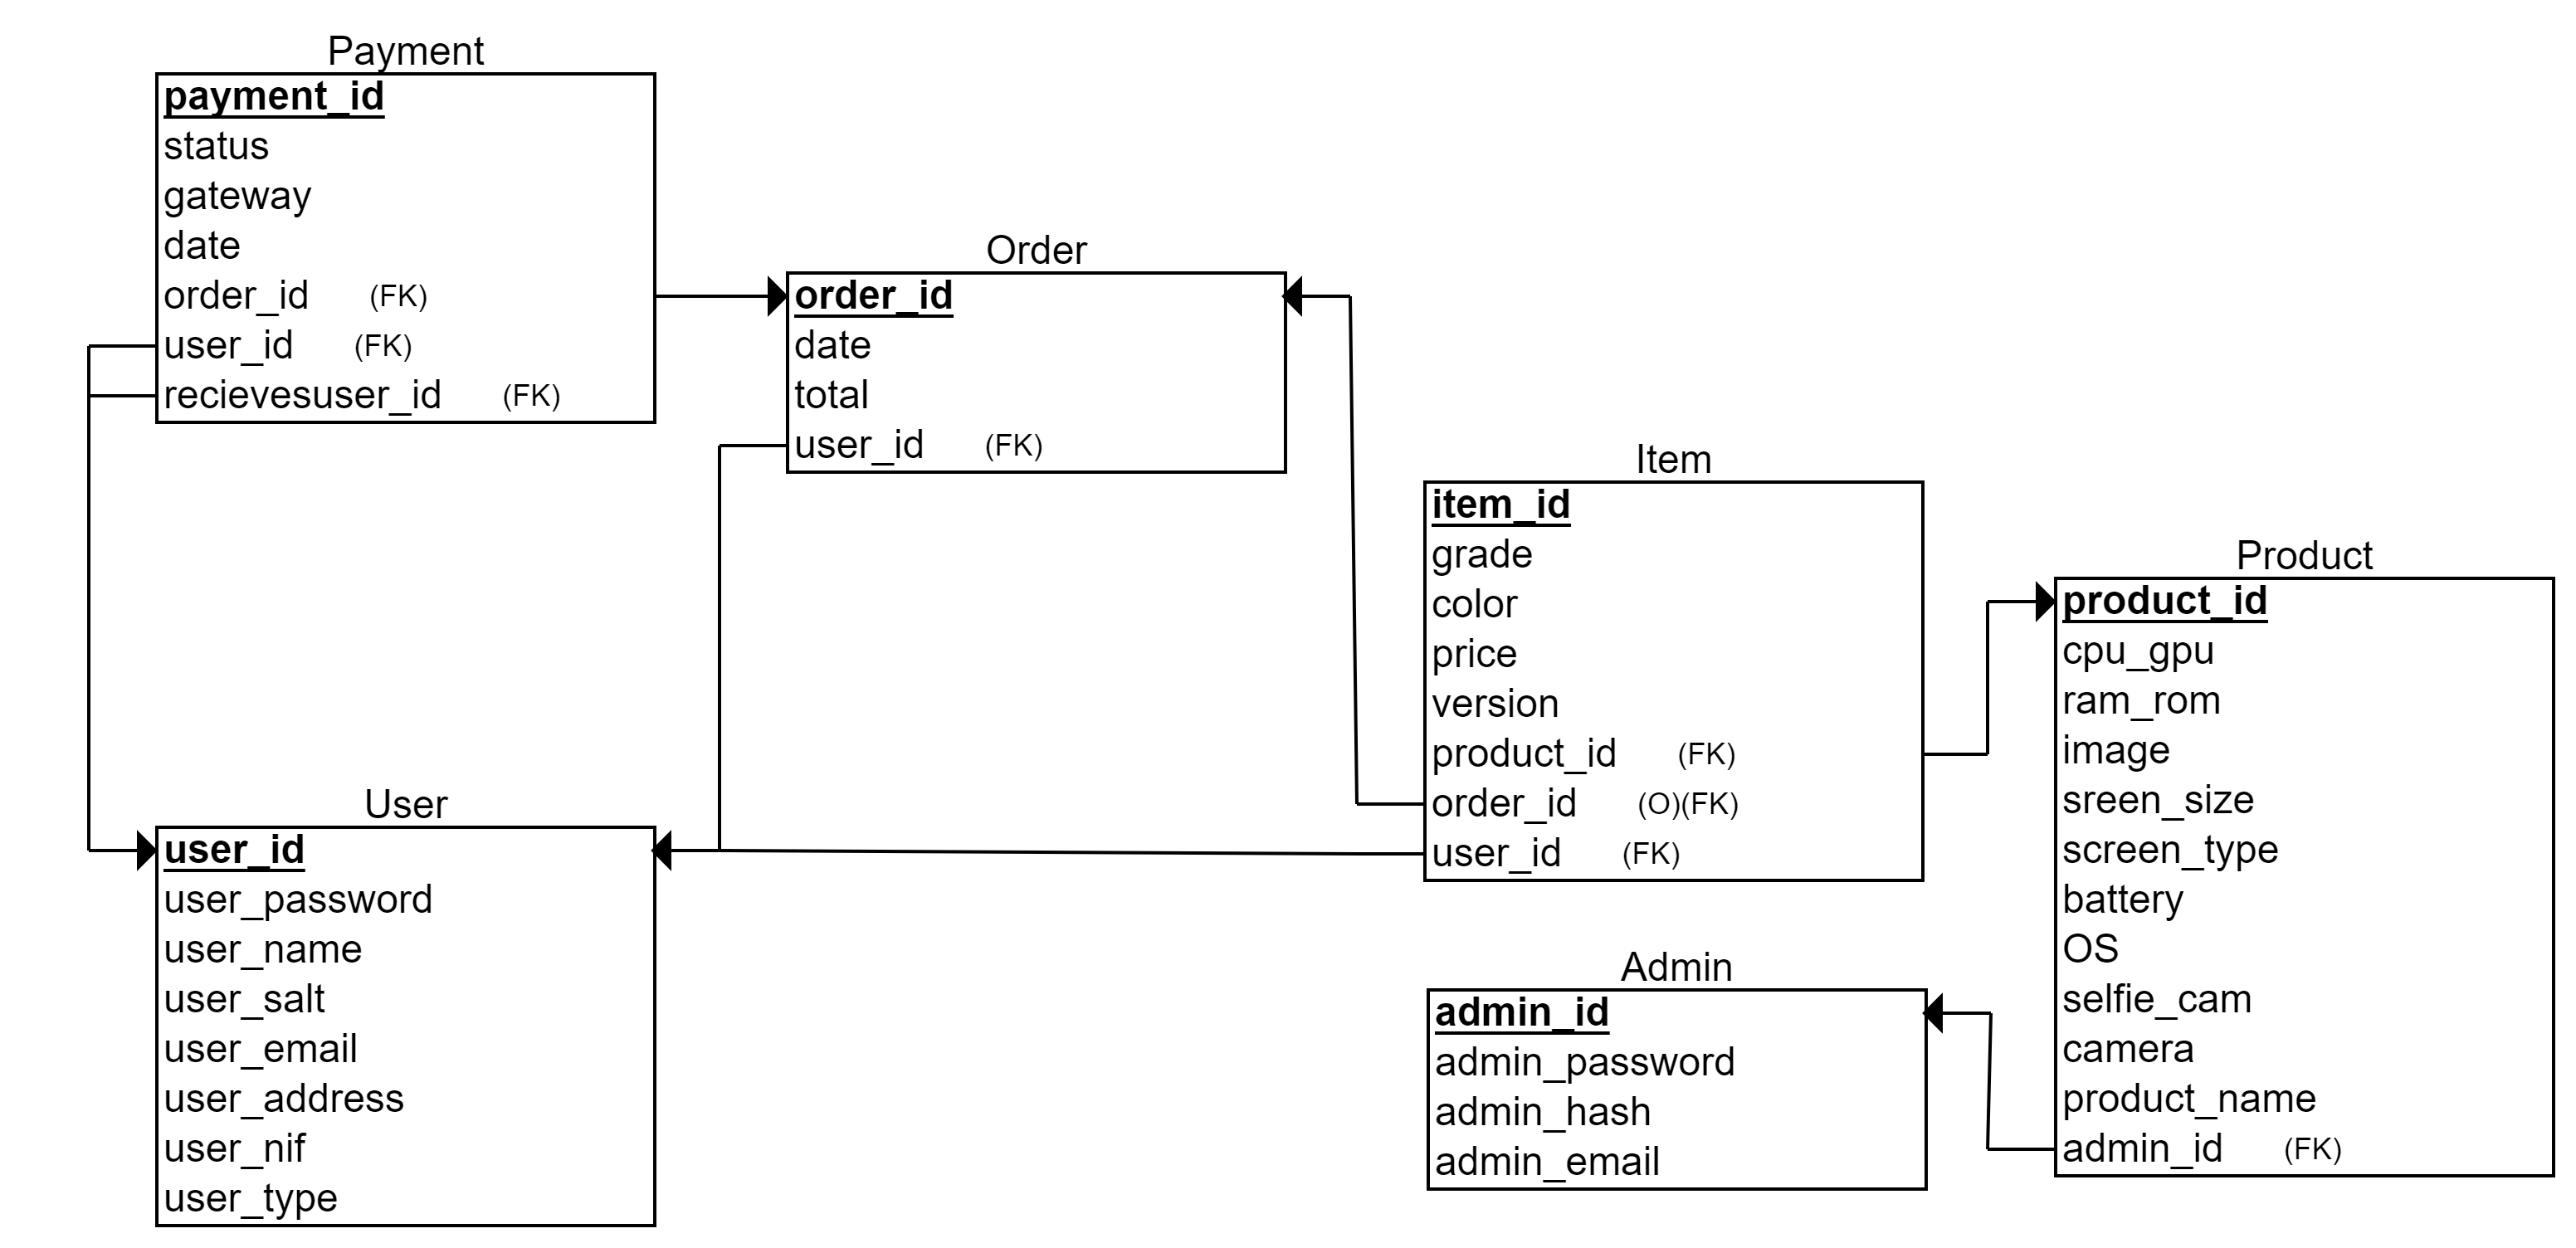 Payment
payment_id
status
gateway
date
order_id (FK)
user_id (FK)
recievesuser_id (FK)
Order
order_id
date
total
user_id (FK)
Item
item_id
grade
color
price
version
product_id (FK)
order_id (O)(FK)
user_id (FK)
Product
product_id
cpu_gpu
ram_rom
image
sreen_size
screen_type
battery
OS
selfie_cam
camera
product_name
admin_id (FK)
User
user_id
user_password
user_name
user_salt
user_email
user_address
user_nif
user_type
Admin
admin_id
admin_password
admin_hash
admin_email